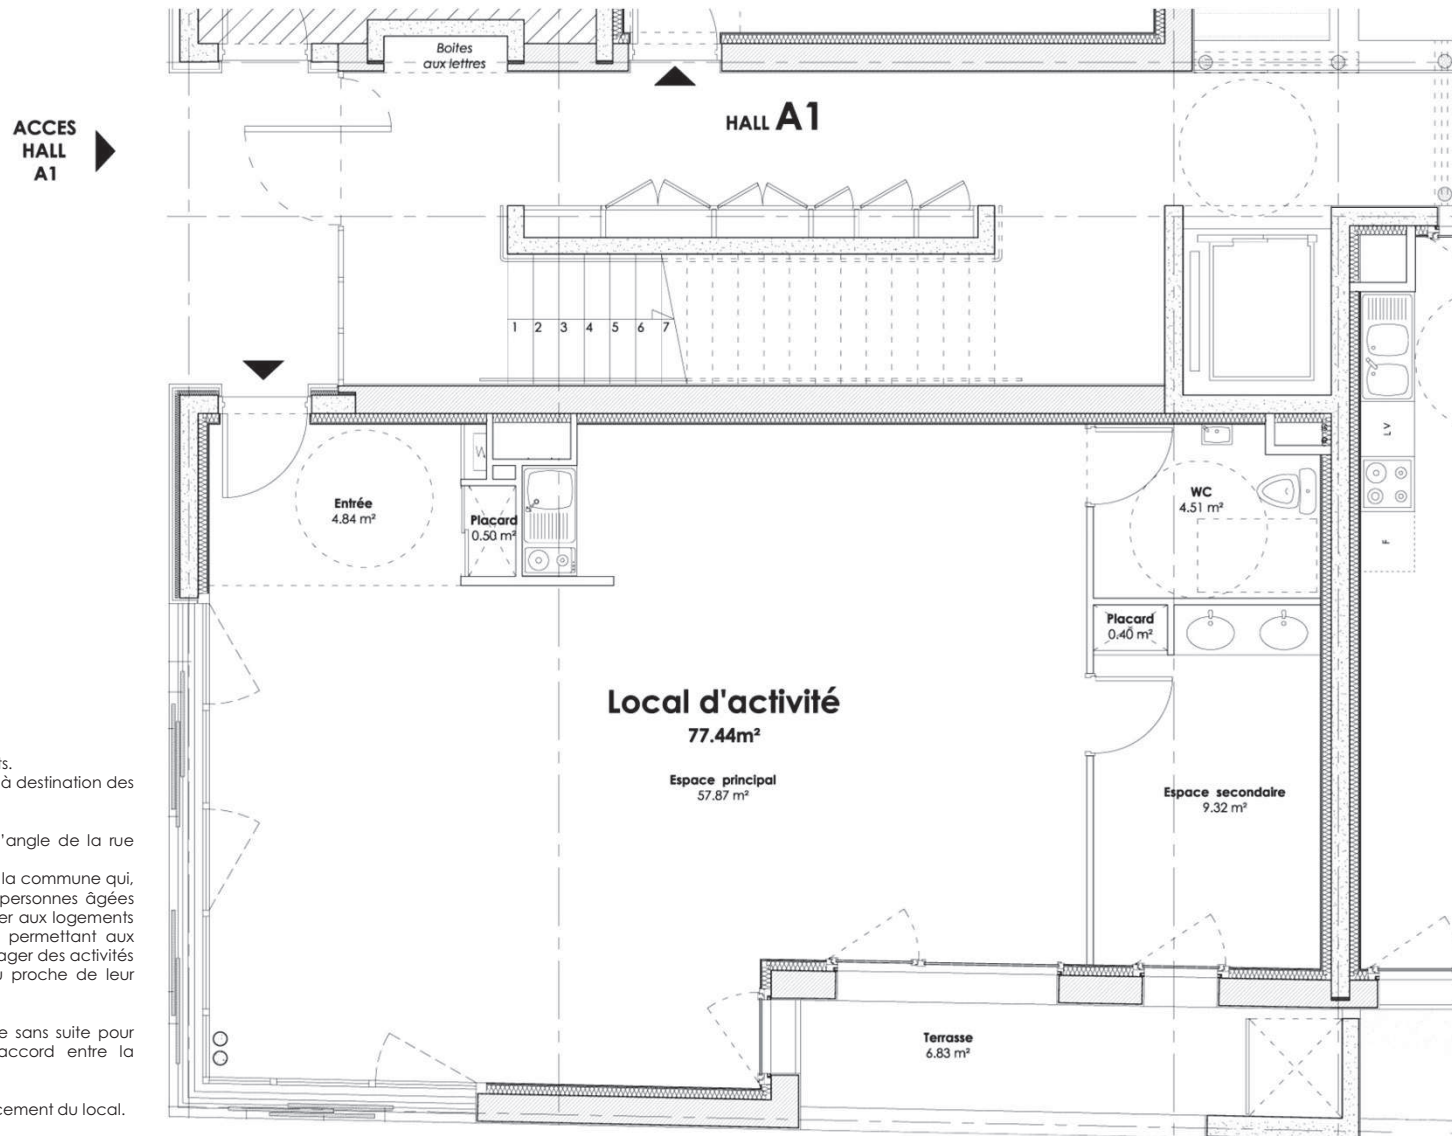 Boites
aux lettres
ACCES
HALL
A1
HALL A1
1 2 3 4 5 6 7
Entrée
4.84 m²
W
Placard
0.50 m²
WC
4.51 m²
LV
F
Placard
0.40 m²
Local d'activité
77.44m²
Espace principal
57.87 m²
Espace secondaire
9.32 m²
Terrasse
6.83 m²
ts.
à destination des
'angle de la rue
la commune qui,
personnes âgées
er aux logements
permettant aux
ager des activités
proche de leur
e sans suite pour
accord entre la
cement du local.